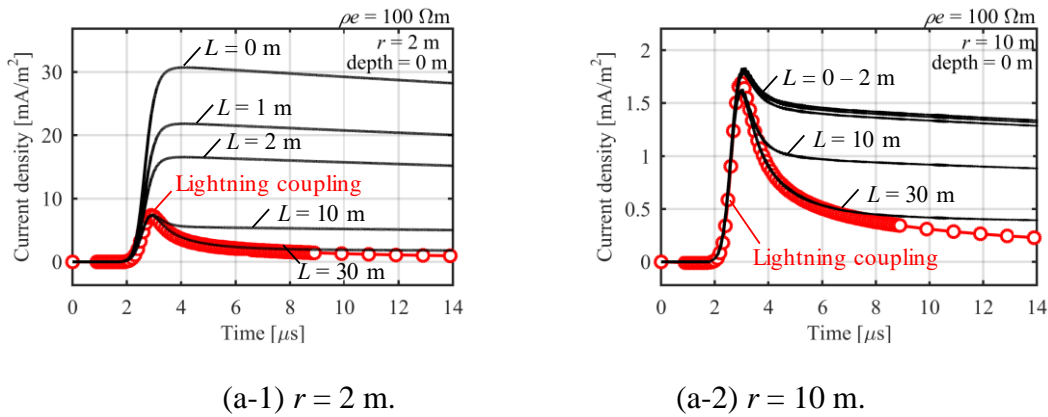 ρe = 100 Ωm
r = 2 m
depth = 0 m
L = 0 m
L = 1 m
L = 2 m
Lightning coupling
L = 10 m
L = 30 m
Current density [mA/m²]
30
20
10
0
0 2 4 6 8 10 12 14
Time [μs]
(a-1) r = 2 m.
ρe = 100 Ωm
r = 10 m
depth = 0 m
L = 0 – 2 m
L = 10 m
L = 30 m
Lightning coupling
Current density [mA/m²]
2
1.5
1
0.5
0
0 2 4 6 8 10 12 14
Time [μs]
(a-2) r = 10 m.